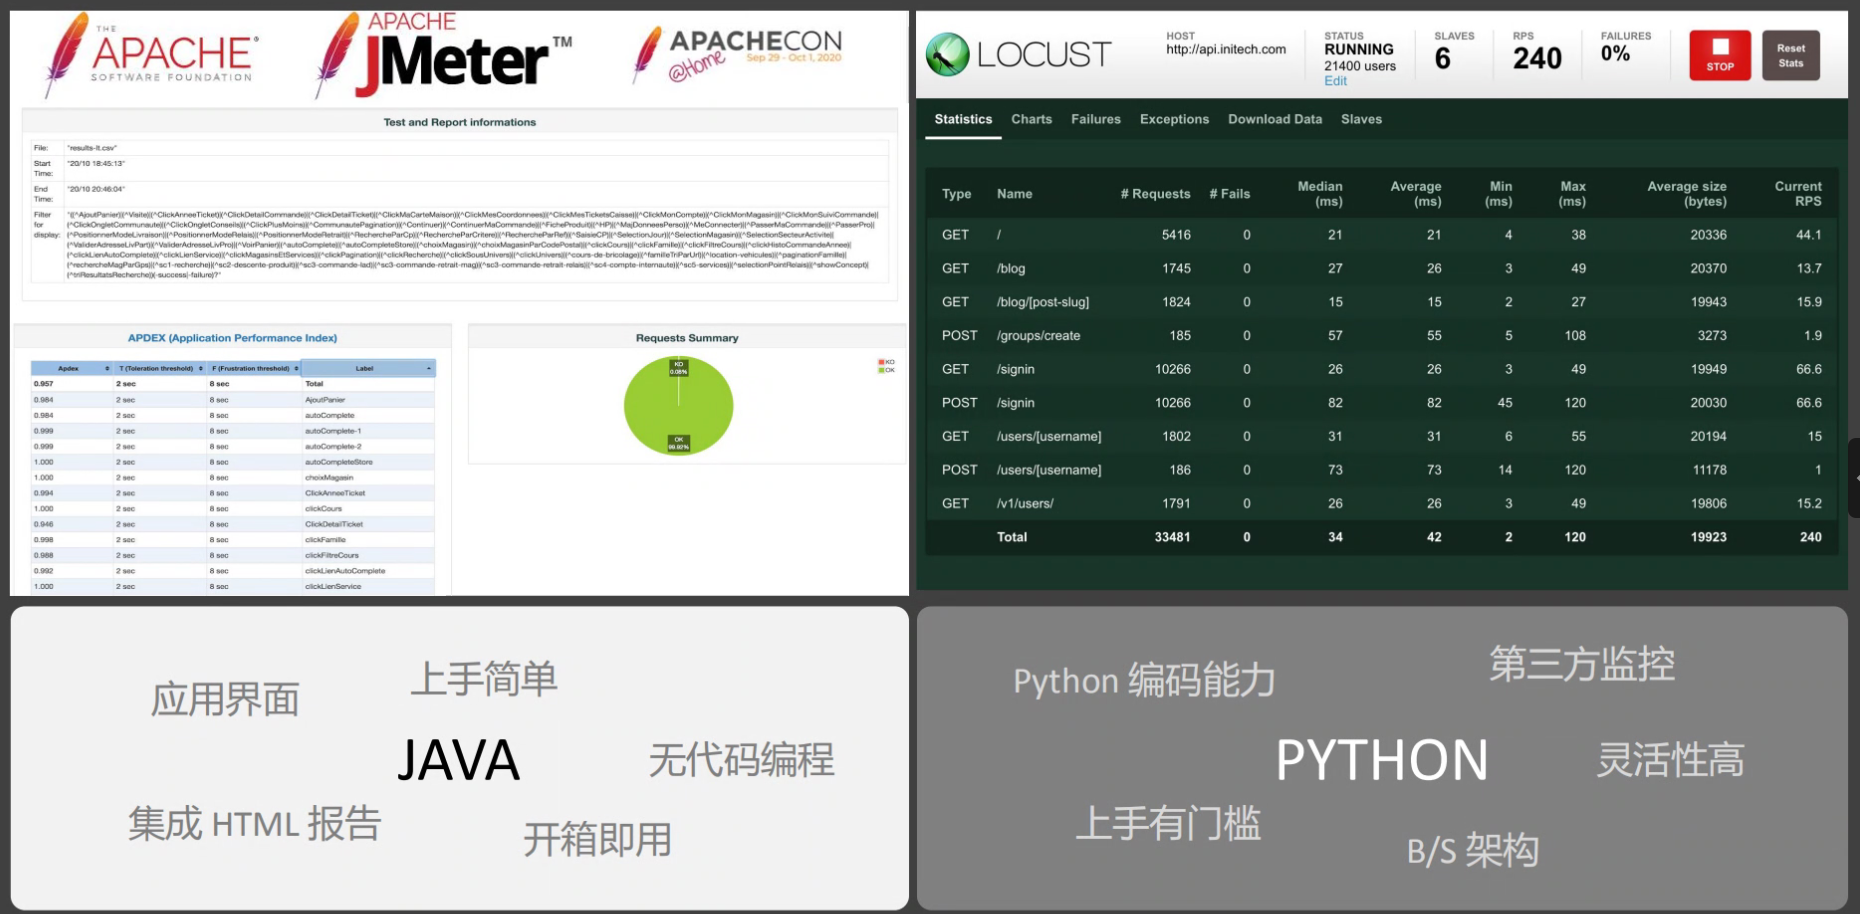 THE
APACHE®
SOFTWARE FOUNDATION
APACHE
JMeter™
APACHECON
@Home
Sep 29 - Oct 1, 2020
Test and Report informations
File: "results-lt.csv"
Start Time: "20/10 18:45:13"
End Time: "20/10 20:46:04"
Filter for display:
APDEX (Application Performance Index)
Apdex T (Toleration threshold) F (Frustration threshold) Label
0.957 2 sec 8 sec Total
0.984 2 sec 8 sec AjoutPanier
0.984 2 sec 8 sec autoComplete
0.999 2 sec 8 sec autoComplete-1
0.999 2 sec 8 sec autoComplete-2
1.000 2 sec 8 sec autoCompleteStore
1.000 2 sec 8 sec choixMagasin
0.994 2 sec 8 sec ClickAnneeTicket
1.000 2 sec 8 sec clickCours
0.946 2 sec 8 sec ClickDetailTicket
0.998 2 sec 8 sec clickFamille
0.988 2 sec 8 sec clickFiltreCours
0.992 2 sec 8 sec clickLienAutoComplete
1.000 2 sec 8 sec clickLienService
Requests Summary
KO
0.08%
OK
99.92%
KO
OK
LOCUST
HOST
http://api.initech.com
STATUS
RUNNING
21400 users
Edit
SLAVES
6
RPS
240
FAILURES
0%
STOP
Reset Stats
Statistics Charts Failures Exceptions Download Data Slaves
Type Name # Requests # Fails Median (ms) Average (ms) Min (ms) Max (ms) Average size (bytes) Current RPS
GET / 5416 0 21 21 4 38 20336 44.1
GET /blog 1745 0 27 26 3 49 20370 13.7
GET /blog/[post-slug] 1824 0 15 15 2 27 19943 15.9
POST /groups/create 185 0 57 55 5 108 3273 1.9
GET /signin 10266 0 26 26 3 49 19949 66.6
POST /signin 10266 0 82 82 45 120 20030 66.6
GET /users/[username] 1802 0 31 31 6 55 20194 15
POST /users/[username] 186 0 73 73 14 120 11178 1
GET /v1/users/ 1791 0 26 26 3 49 19806 15.2
Total 33481 0 34 42 2 120 19923 240
应用界面
上手简单
JAVA
无代码编程
集成 HTML 报告
开箱即用
Python 编码能力
第三方监控
PYTHON
灵活性高
上手有门槛
B/S 架构